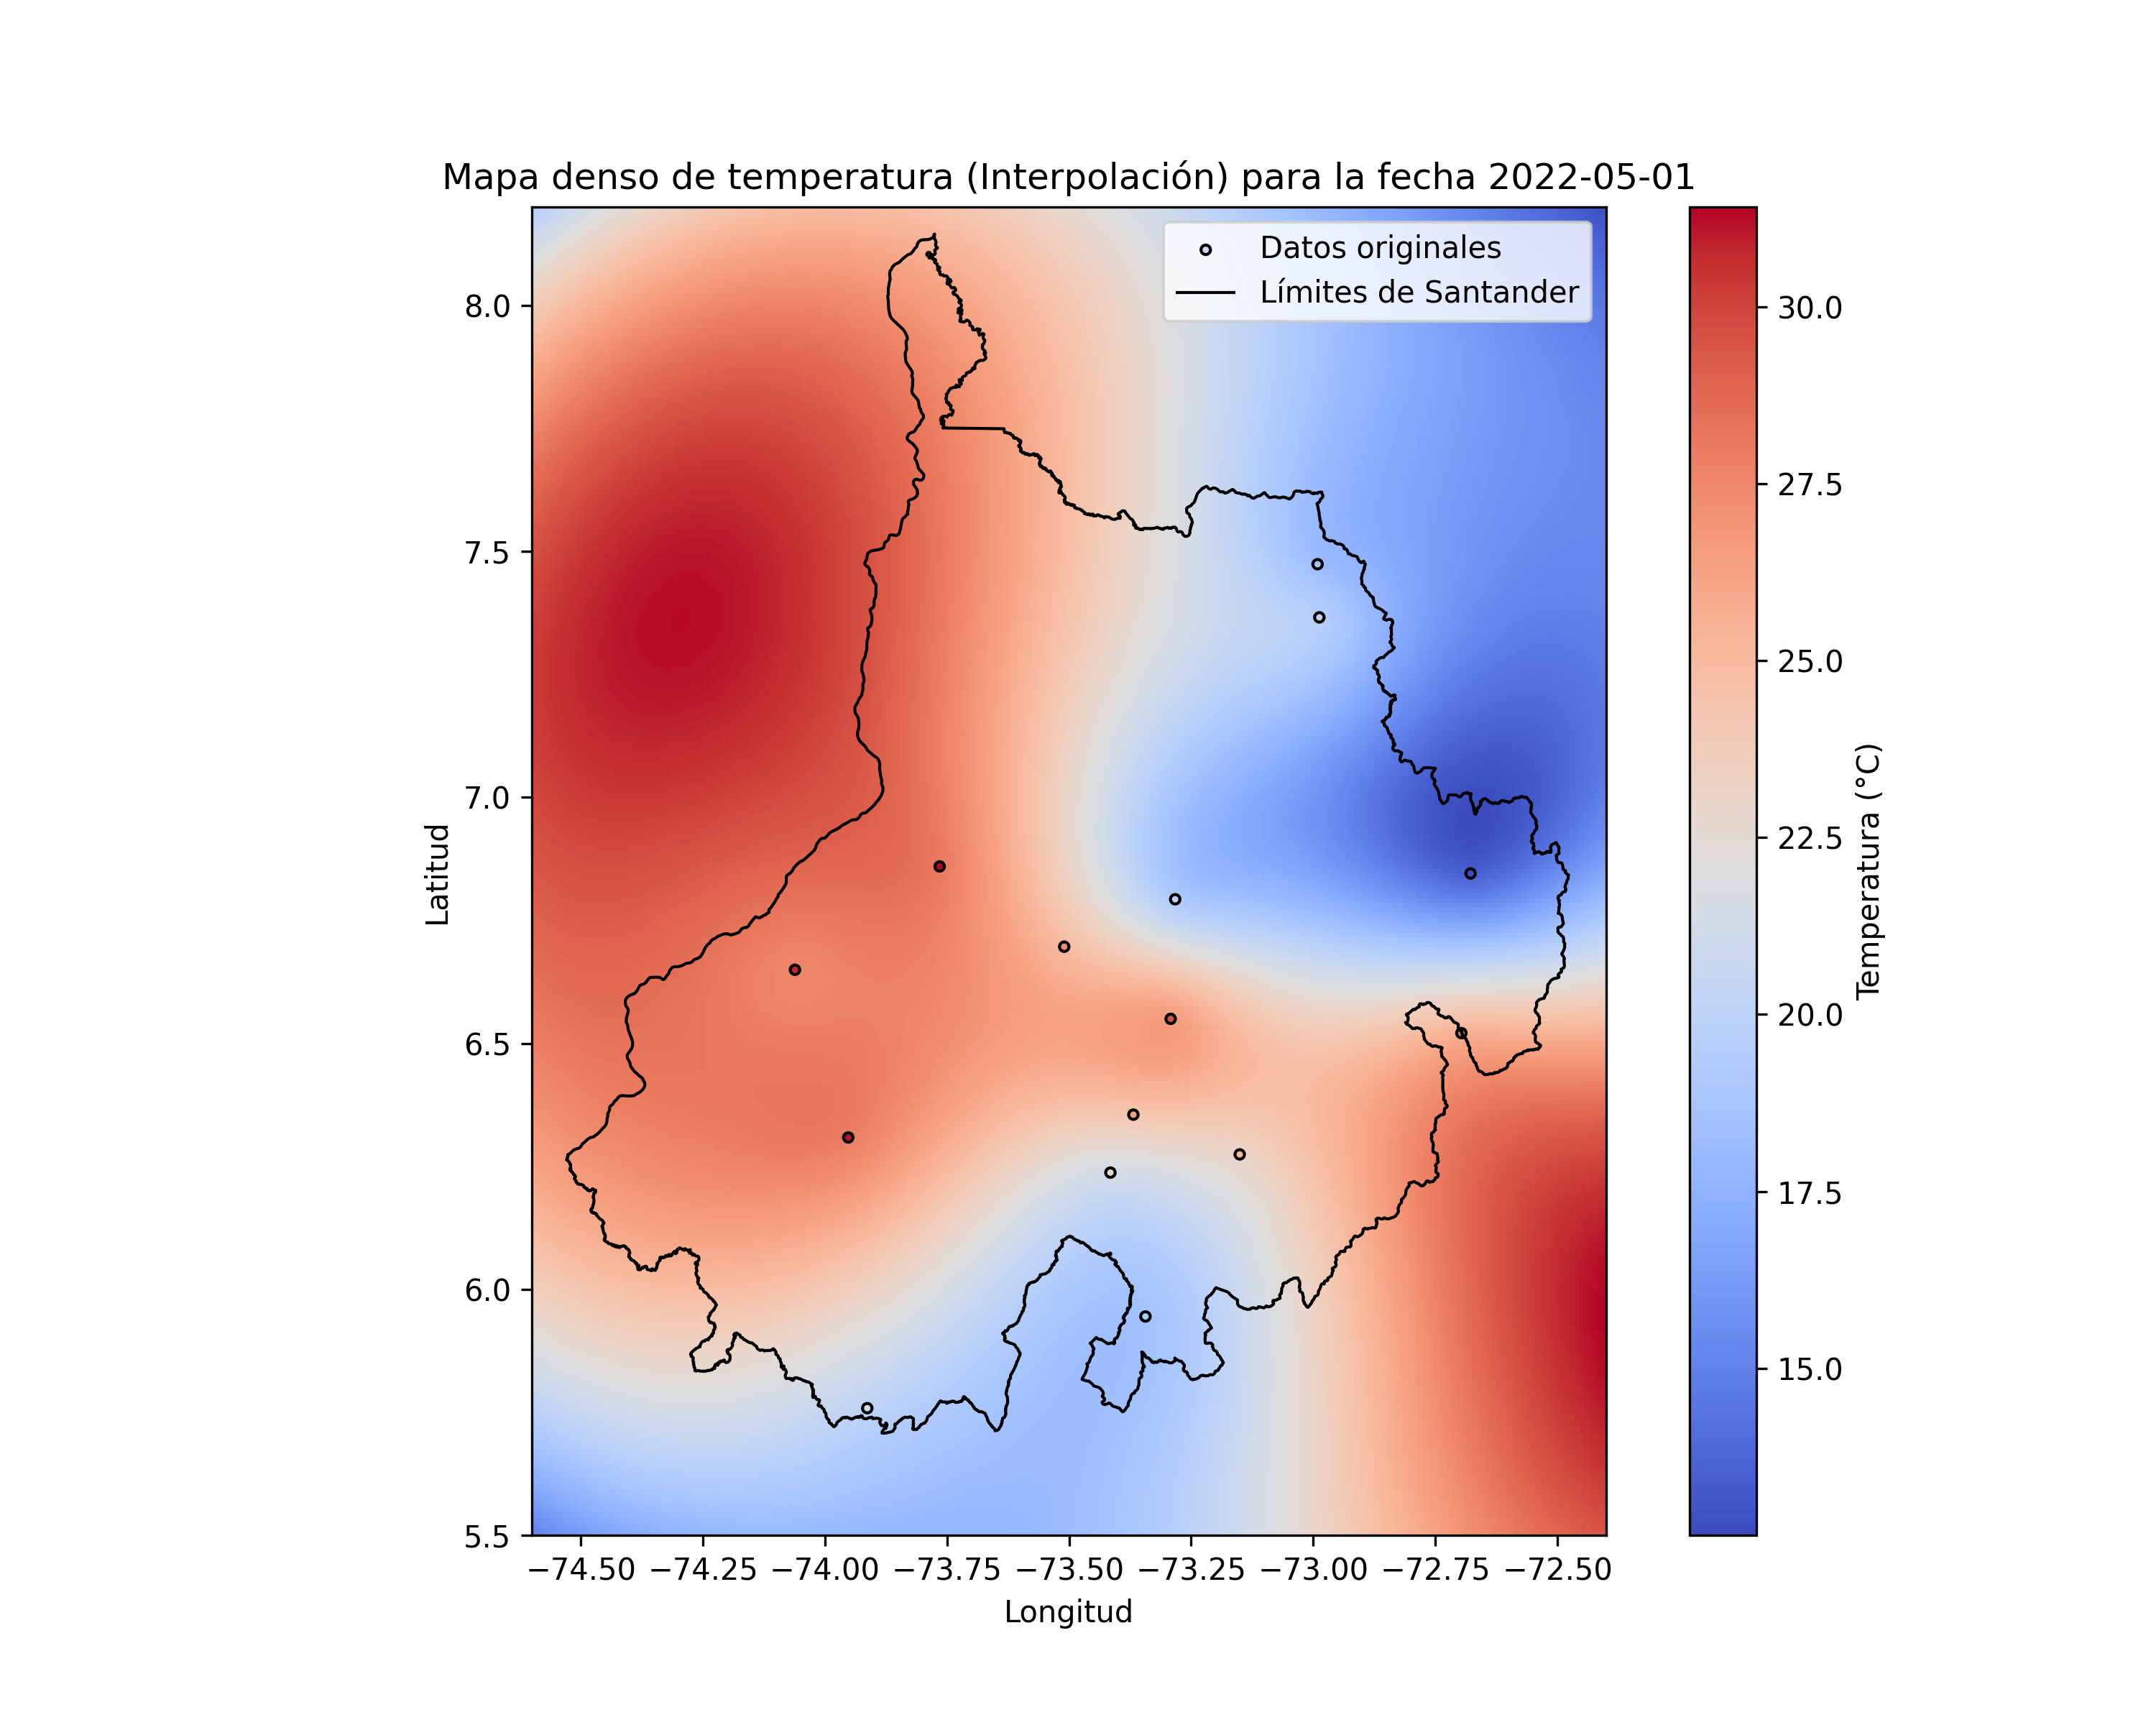 Mapa denso de temperatura (Interpolación) para la fecha 2022-05-01
Datos originales
Límites de Santander
8.0
7.5
7.0
6.5
6.0
5.5
Latitud
−74.50 −74.25 −74.00 −73.75 −73.50 −73.25 −73.00 −72.75 −72.50
Longitud
30.0
27.5
25.0
22.5
20.0
17.5
15.0
Temperatura (°C)